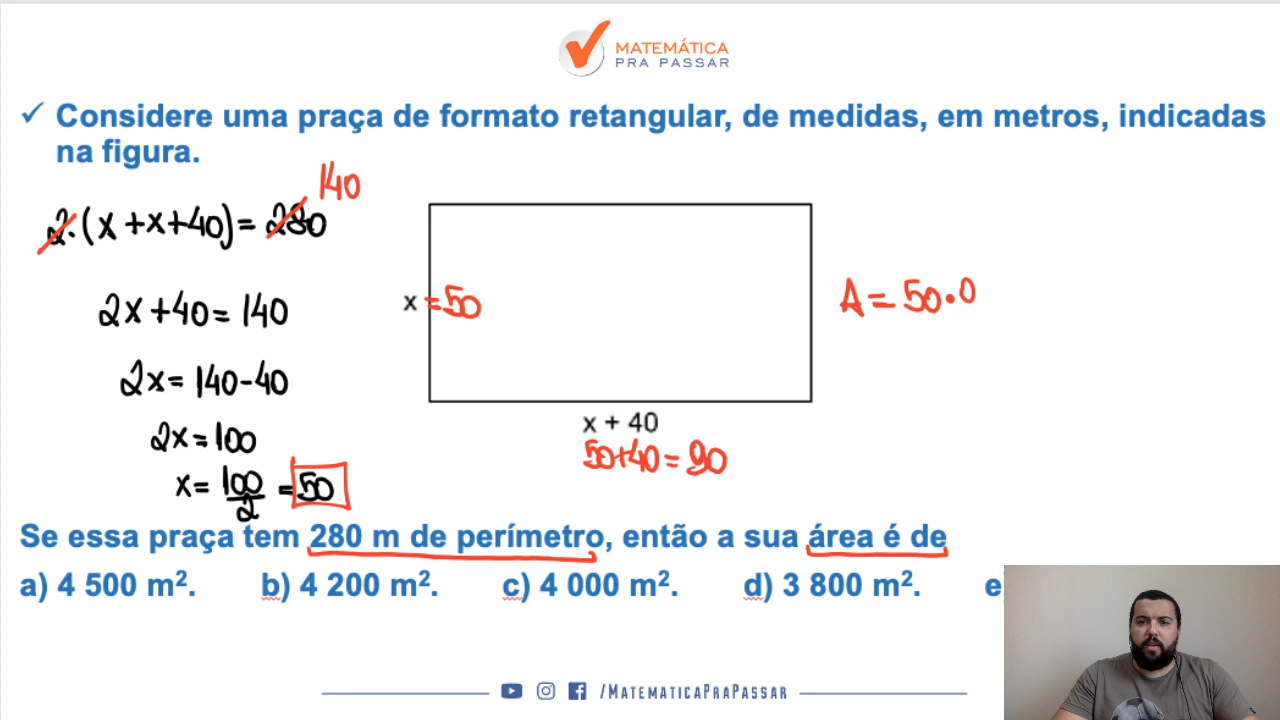 MATEMÁTICA
PRA PASSAR
✓ Considere uma praça de formato retangular, de medidas, em metros, indicadas
na figura.
140
2·(x+x+40)=280
2x+40=140
2x=140-40
2x=100
x=100/2=50
x=50
A=50·0
x + 40
50+40=90
Se essa praça tem 280 m de perímetro, então a sua área é de
a) 4 500 m². b) 4 200 m². c) 4 000 m². d) 3 800 m². e
/MATEMATICAPRAPASSAR